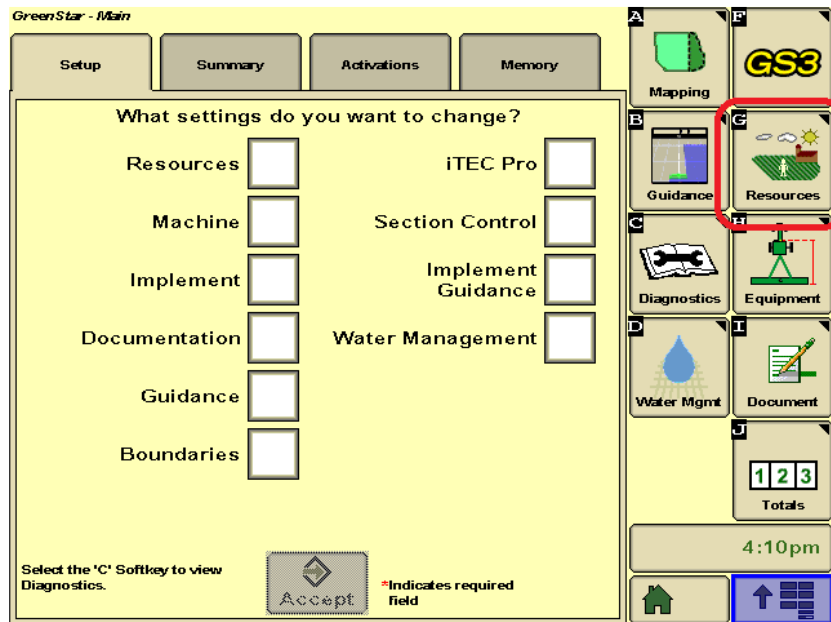 GreenStar - Main
Setup
Summary
Activations
Memory
What settings do you want to change?
Resources
iTEC Pro
Machine
Section Control
Implement
Implement
Guidance
Documentation
Water Management
Guidance
Boundaries
Select the 'C' Softkey to view
Diagnostics.
Accept
*Indicates required
field
A
Mapping
F
GS3
B
Guidance
G
Resources
C
Diagnostics
H
Equipment
D
Water Mgmt
I
Document
J
1 2 3
Totals
4:10pm